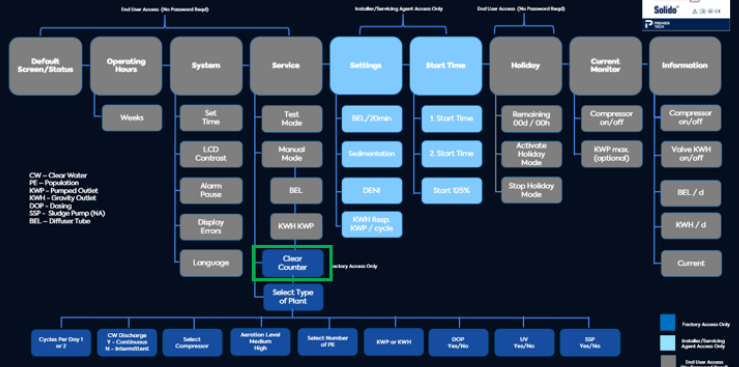 End User Access (No Password Reqd)
Installer/Servicing Agent Access Only
End User Access (No Password Reqd)
Solido
PREMIER
TECH
Default
Screen/Status
Operating
Hours
System
Service
Settings
Start Time
Holiday
Current
Monitor
Information
Weeks
Set
Time
LCD
Contrast
Alarm
Pause
Display
Errors
Language
Test
Mode
Manual
Mode
BEL
KWH KWP
Clear
Counter
Factory Access Only
Select Type
of Plant
BEL/20min
Sedimentation
DENI
KWH Resp.
KWP / cycle
1. Start Time
2. Start Time
Start 125%
Remaining
00d / 00h
Activate
Holiday
Mode
Stop Holiday
Mode
Compressor
on/off
KWP max.
(optional)
Compressor
on/off
Valve KWH
on/off
BEL / d
KWH / d
Current
CW – Clear Water
PE – Population
KWP - Pumped Outlet
KWH - Gravity Outlet
DOP - Dosing
SSP – Sludge Pump (NA)
BEL – Diffuser Tube
Cycles Per Day 1
or 2
CW Discharge
Y - Continuous
N - Intermittent
Select
Compressor
Aeration Level
Medium
High
Select Number
of PE
KWP or KWH
DOP
Yes/No
UV
Yes/No
SSP
Yes/No
Factory Access Only
Installer/Servicing
Agent Access Only
End User Access
(No Password Reqd)